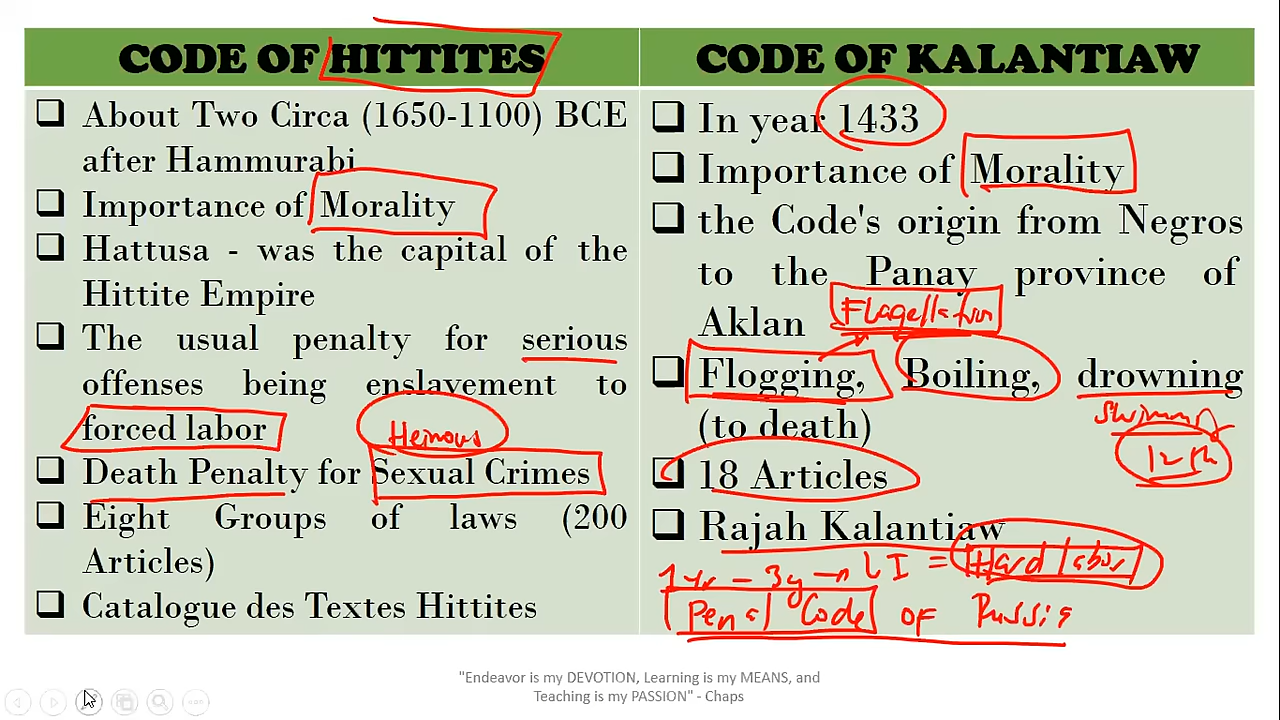 CODE OF HITTITES
❑ About Two Circa (1650-1100) BCE
after Hammurabi
❑ Importance of Morality
❑ Hattusa - was the capital of the
Hittite Empire
❑ The usual penalty for serious
offenses being enslavement to
forced labor
Heinous
❑ Death Penalty for Sexual Crimes
❑ Eight Groups of laws (200
Articles)
❑ Catalogue des Textes Hittites
CODE OF KALANTIAW
❑ In year 1433
❑ Importance of Morality
❑ the Code's origin from Negros
to the Panay province of
Aklan
Flagellation
❑ Flogging, Boiling, drowning
(to death)
❑ 18 Articles
❑ Rajah Kalantiaw
= Hard labor
Penal Code of Russia
"Endeavor is my DEVOTION, Learning is my MEANS, and
Teaching is my PASSION" - Chaps